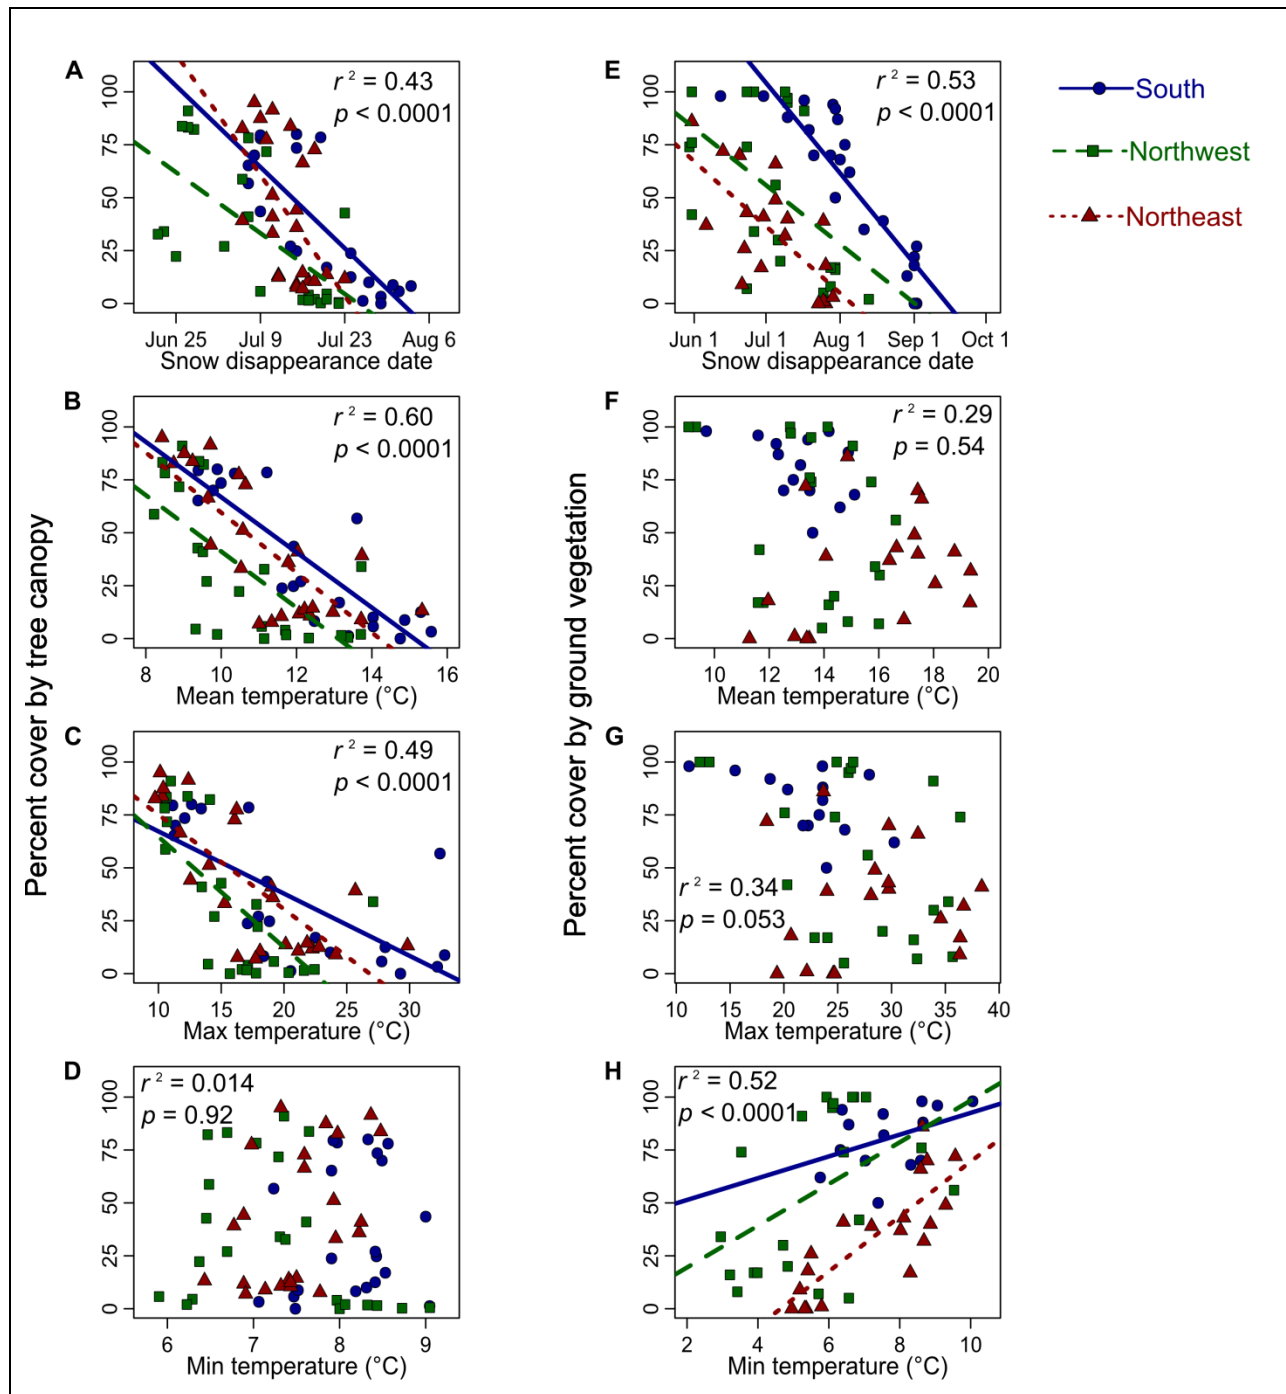 A
r² = 0.43
p < 0.0001
0 25 50 75 100
Jun 25 Jul 9 Jul 23 Aug 6
Snow disappearance date
B
r² = 0.60
p < 0.0001
0 25 50 75 100
8 10 12 14 16
Mean temperature (°C)
C
r² = 0.49
p < 0.0001
0 25 50 75 100
10 15 20 25 30
Max temperature (°C)
D
r² = 0.014
p = 0.92
0 25 50 75 100
6 7 8 9
Min temperature (°C)
Percent cover by tree canopy
E
r² = 0.53
p < 0.0001
0 25 50 75 100
Jun 1 Jul 1 Aug 1 Sep 1 Oct 1
Snow disappearance date
F
r² = 0.29
p = 0.54
0 25 50 75 100
10 12 14 16 18 20
Mean temperature (°C)
G
r² = 0.34
p = 0.053
0 25 50 75 100
10 15 20 25 30 35 40
Max temperature (°C)
H
r² = 0.52
p < 0.0001
0 25 50 75 100
2 4 6 8 10
Min temperature (°C)
Percent cover by ground vegetation
South
Northwest
Northeast